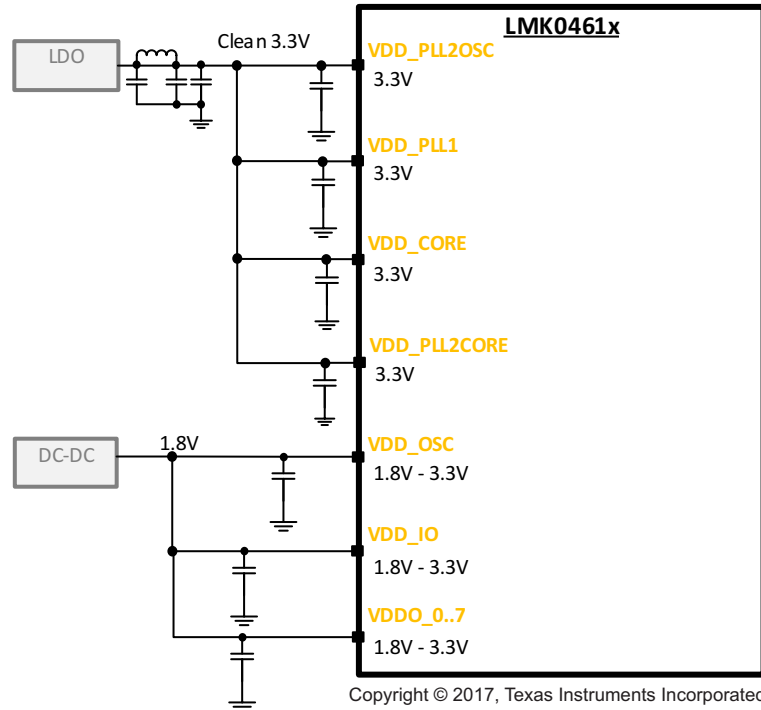 LMK0461x
LDO
Clean 3.3V
VDD_PLL2OSC
3.3V
VDD_PLL1
3.3V
VDD_CORE
3.3V
VDD_PLL2CORE
3.3V
DC-DC
1.8V
VDD_OSC
1.8V - 3.3V
VDD_IO
1.8V - 3.3V
VDDO_0..7
1.8V - 3.3V
Copyright © 2017, Texas Instruments Incorporated